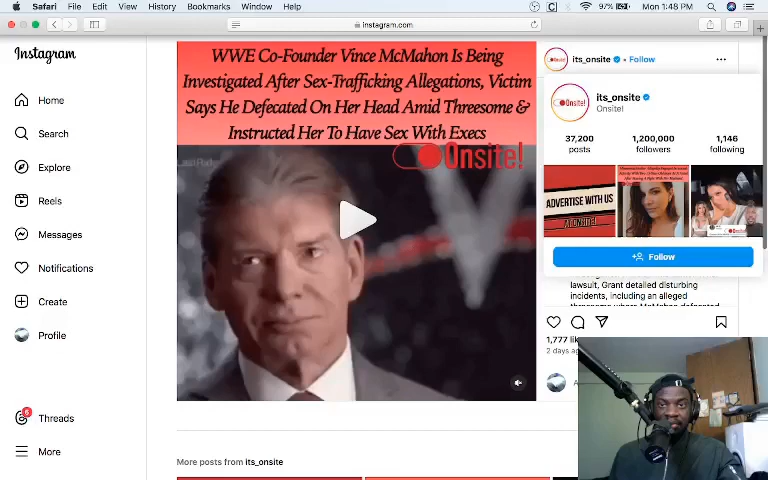 Safari File Edit View History Bookmarks Window Help
97%
Mon 1:48 PM
instagram.com
Instagram
Home
Search
Explore
Reels
Messages
Notifications
Create
Profile
6
Threads
More
WWE Co-Founder Vince McMahon Is Being
Investigated After Sex-Trafficking Allegations, Victim
Says He Defecated On Her Head Amid Threesome &
Instructed Her To Have Sex With Execs
Onsite!
its_onsite • Follow
its_onsite
Onsite!
Onsite!
37,200 1,200,000 1,146
posts followers following
ADVERTISE WITH US
Follow
lawsuit, Grant detailed disturbing
incidents, including an alleged
1,777
2 days
More posts from its_onsite